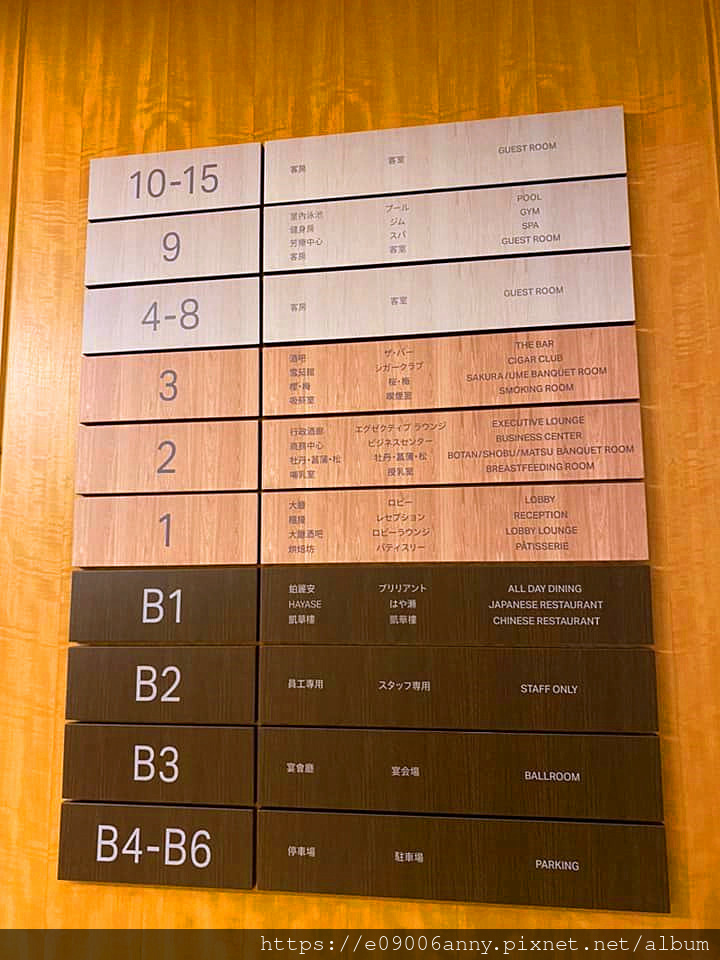 10-15
客房 客室 GUEST ROOM
9
室內泳池 プール POOL
健身房 ジム GYM
芳療中心 スパ SPA
客房 客室 GUEST ROOM
4-8
客房 客室 GUEST ROOM
3
酒吧 ザ・バー THE BAR
雪茄館 シガークラブ CIGAR CLUB
櫻・梅 桜・梅 SAKURA/UME BANQUET ROOM
吸菸室 喫煙室 SMOKING ROOM
2
行政酒廊 エグゼクティブ ラウンジ EXECUTIVE LOUNGE
商務中心 ビジネスセンター BUSINESS CENTER
牡丹・菖蒲・松 牡丹・菖蒲・松 BOTAN/SHOBU/MATSU BANQUET ROOM
哺乳室 授乳室 BREASTFEEDING ROOM
1
大廳 ロビー LOBBY
櫃檯 レセプション RECEPTION
大廳酒吧 ロビーラウンジ LOBBY LOUNGE
烘焙坊 パティスリー PÂTISSERIE
B1
鉑麗安 ブリリアント ALL DAY DINING
HAYASE はや瀬 JAPANESE RESTAURANT
凱華樓 凱華樓 CHINESE RESTAURANT
B2
員工專用 スタッフ専用 STAFF ONLY
B3
宴會廳 宴会場 BALLROOM
B4-B6
停車場 駐車場 PARKING
https://e09006anny.pixnet.net/album